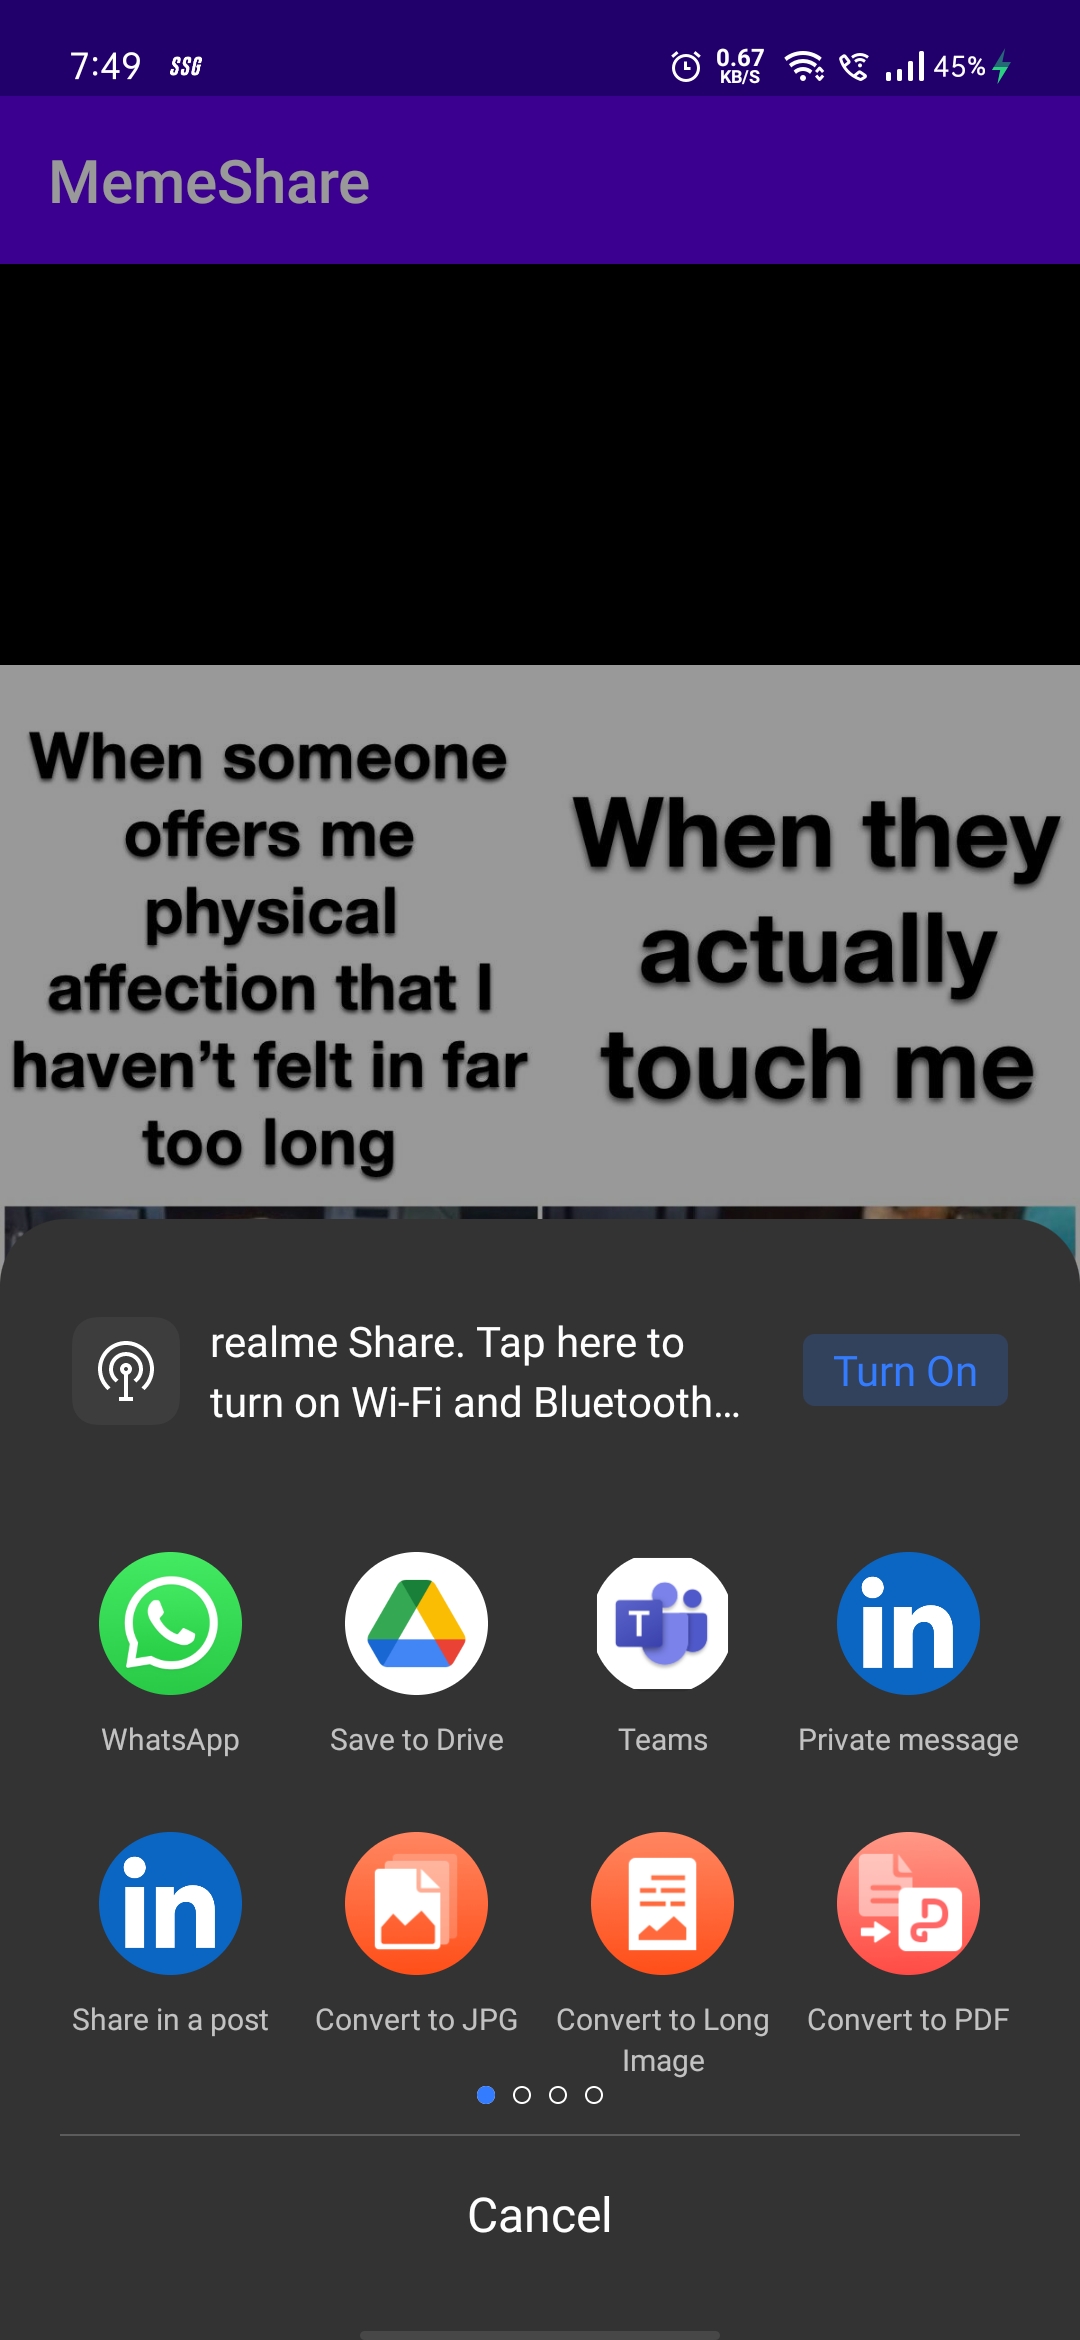 7:49 SSG 0.67 KB/S 45%
MemeShare
When someone
offers me
physical
affection that I
haven't felt in far
too long
When they
actually
touch me
realme Share. Tap here to
turn on Wi-Fi and Bluetooth...
Turn On
WhatsApp
Save to Drive
T
Teams
in
Private message
in
Share in a post
Convert to JPG
Convert to Long
Image
Convert to PDF
Cancel